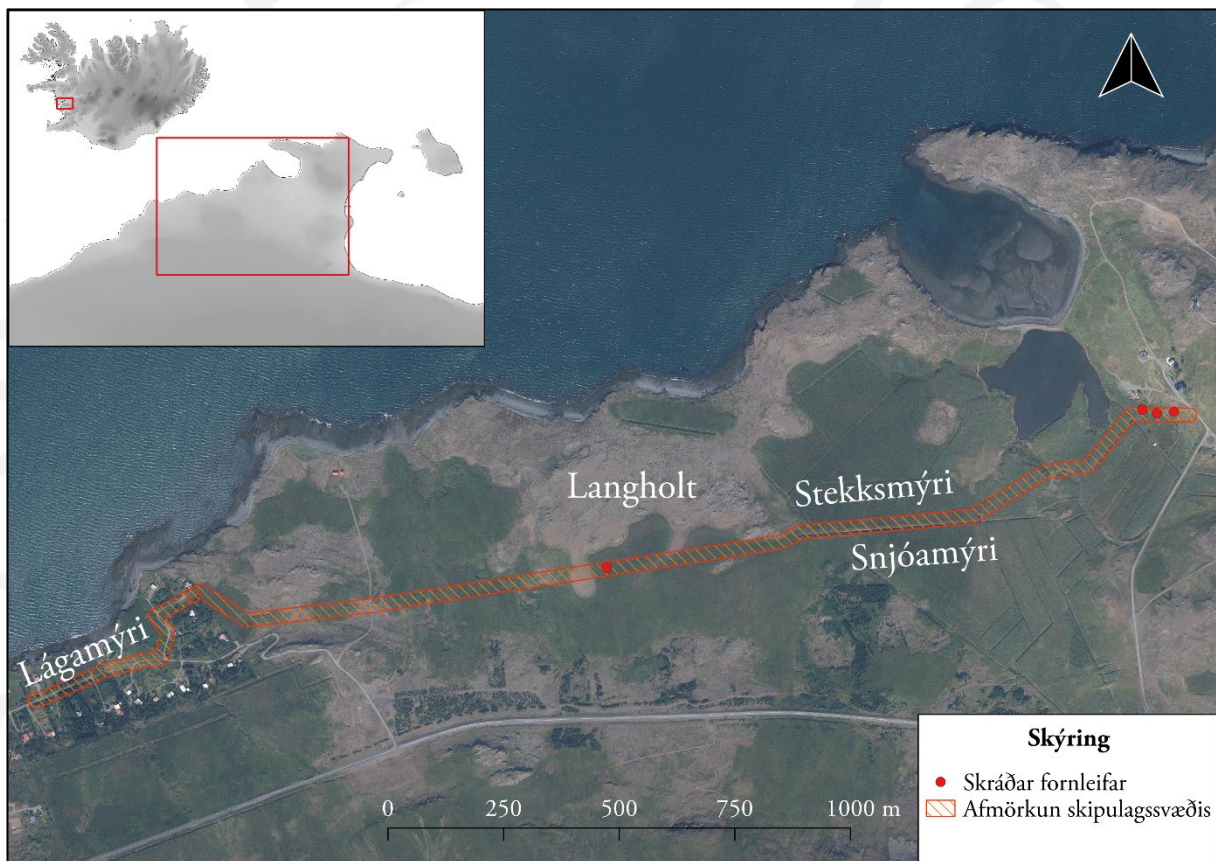 Langholt
Stekksmýri
Snjóamýri
Lágamýri
0 250 500 750 1000 m
Skýring
Skráðar fornleifar
Afmörkun skipulagssvæðis